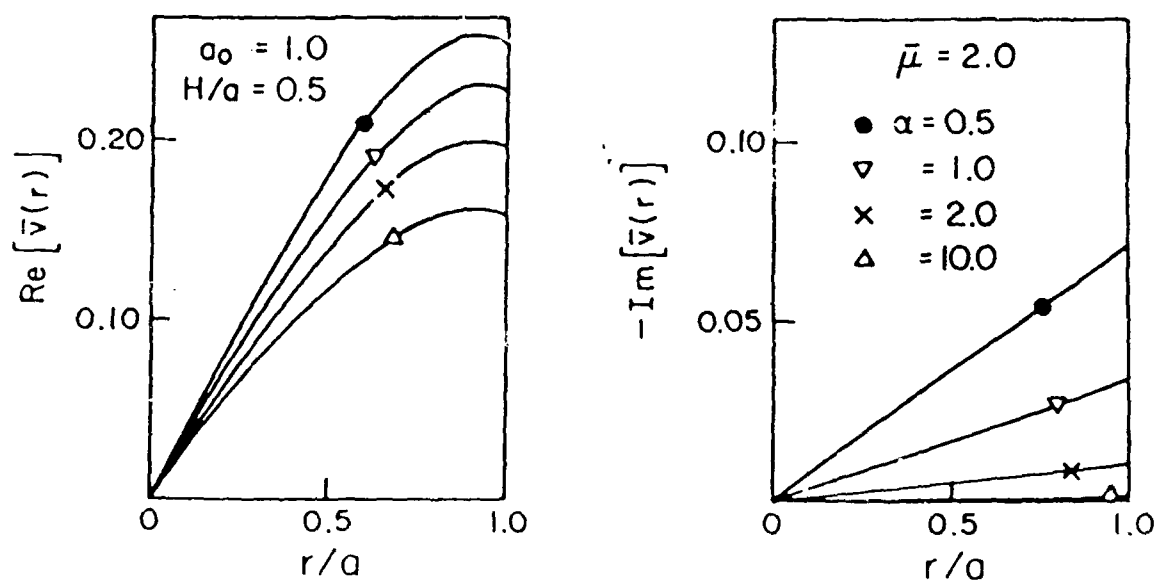 a₀ = 1.0
H/a = 0.5
Re [v̄(r)]
0.20
0.10
0
0.5
1.0
r/a
μ̄ = 2.0
● α = 0.5
▽ = 1.0
× = 2.0
△ = 10.0
−Im[v̄(r)]
0.10
0.05
0
0
0.5
1.0
r/a